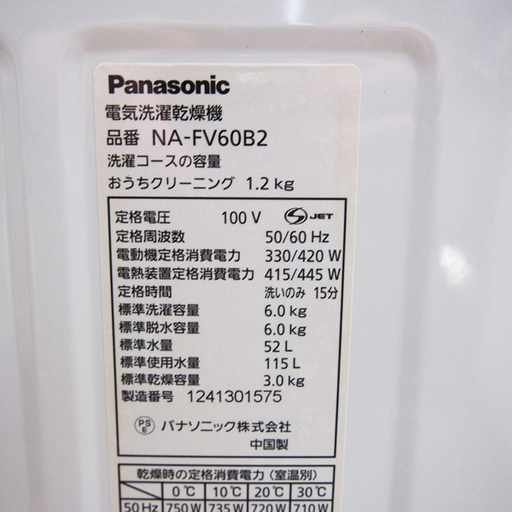 Panasonic
電気洗濯乾燥機
品番 NA-FV60B2
洗濯コースの容量
おうちクリーニング 1.2 kg
定格電圧 100 V S JET
定格周波数 50/60 Hz
電動機定格消費電力 330/420 W
電熱装置定格消費電力 415/445 W
定格時間 洗いのみ 15分
標準洗濯容量 6.0 kg
標準脱水容量 6.0 kg
標準水量 52 L
標準使用水量 115 L
標準乾燥容量 3.0 kg
製造番号 1241301575
PSE パナソニック株式会社
中国製
乾燥時の定格消費電力 (室温別)
0℃ 10℃ 20℃ 30℃
50 Hz 750 W 735 W 720 W 710 W